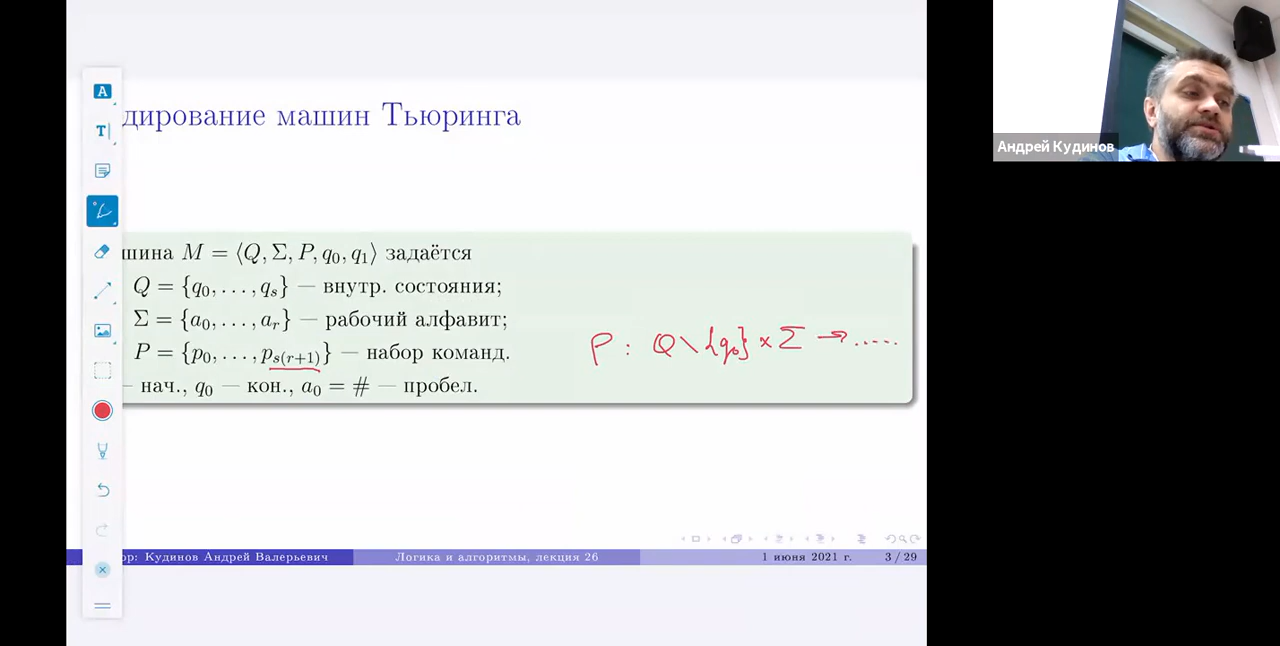 дирование машин Тьюринга
шина M = ⟨Q, Σ, P, q₀, q₁⟩ задаётся
Q = {q₀, . . . , qₛ} — внутр. состояния;
Σ = {a₀, . . . , aᵣ} — рабочий алфавит;
P = {p₀, . . . , pₛ₍ᵣ₊₁₎} — набор команд.
P : Q \ {q₀} × Σ → .....
– нач., q₀ — кон., a₀ = # — пробел.
ор: Кудинов Андрей Валерьевич
Логика и алгоритмы, лекция 26
1 июня 2021 г.
3 / 29
Андрей Кудинов
A
T